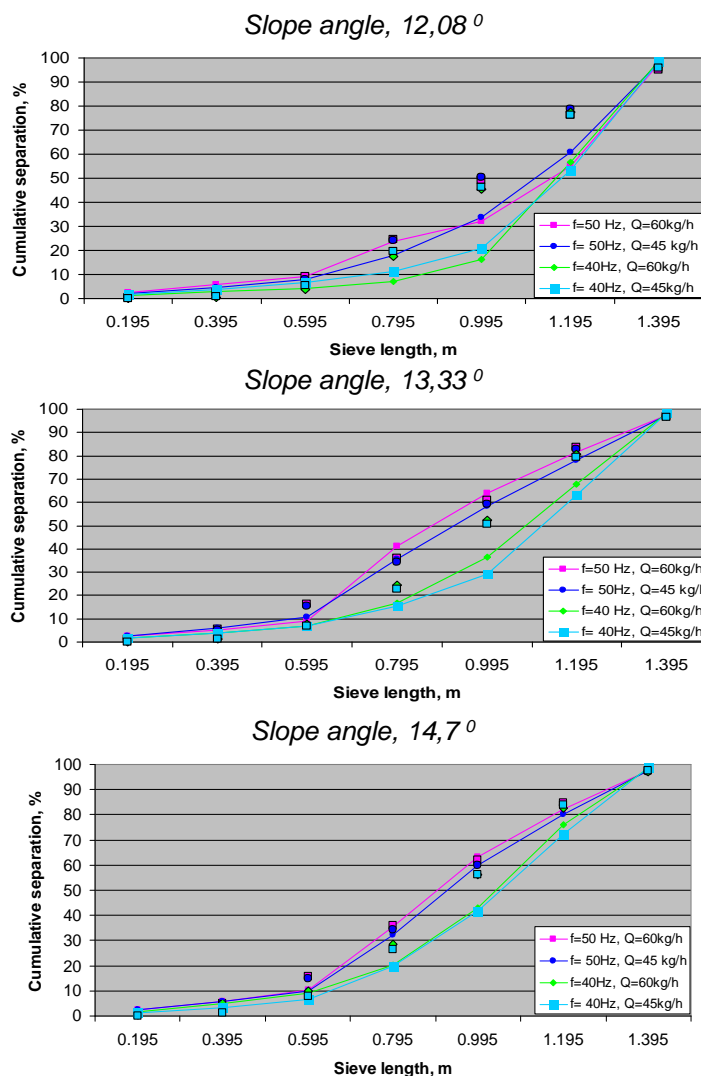 Slope angle, 12,08 ⁰
Cumulative separation, %
100
90
80
70
60
50
40
30
20
10
0
f=50 Hz, Q=60kg/h
f= 50Hz, Q=45 kg/h
f=40Hz, Q=60kg/h
f= 40Hz, Q=45kg/h
0.195 0.395 0.595 0.795 0.995 1.195 1.395
Sieve length, m
Slope angle, 13,33 ⁰
Cumulative separation, %
100
90
80
70
60
50
40
30
20
10
0
f=50 Hz, Q=60kg/h
f= 50Hz, Q=45 kg/h
f=40 Hz, Q=60kg/h
f= 40Hz, Q=45kg/h
0.195 0.395 0.595 0.795 0.995 1.195 1.395
Sieve length, m
Slope angle, 14,7 ⁰
Cumulative separation, %
100
90
80
70
60
50
40
30
20
10
0
f=50 Hz, Q=60kg/h
f= 50Hz, Q=45 kg/h
f=40Hz, Q=60kg/h
f= 40Hz, Q=45kg/h
0.195 0.395 0.595 0.795 0.995 1.195 1.395
Sieve length, m